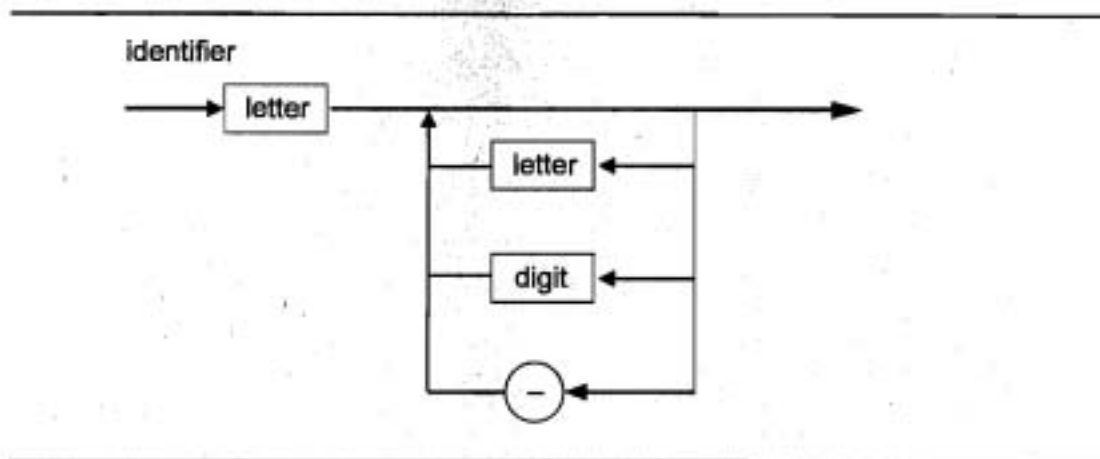 identifier
letter
letter
digit
–